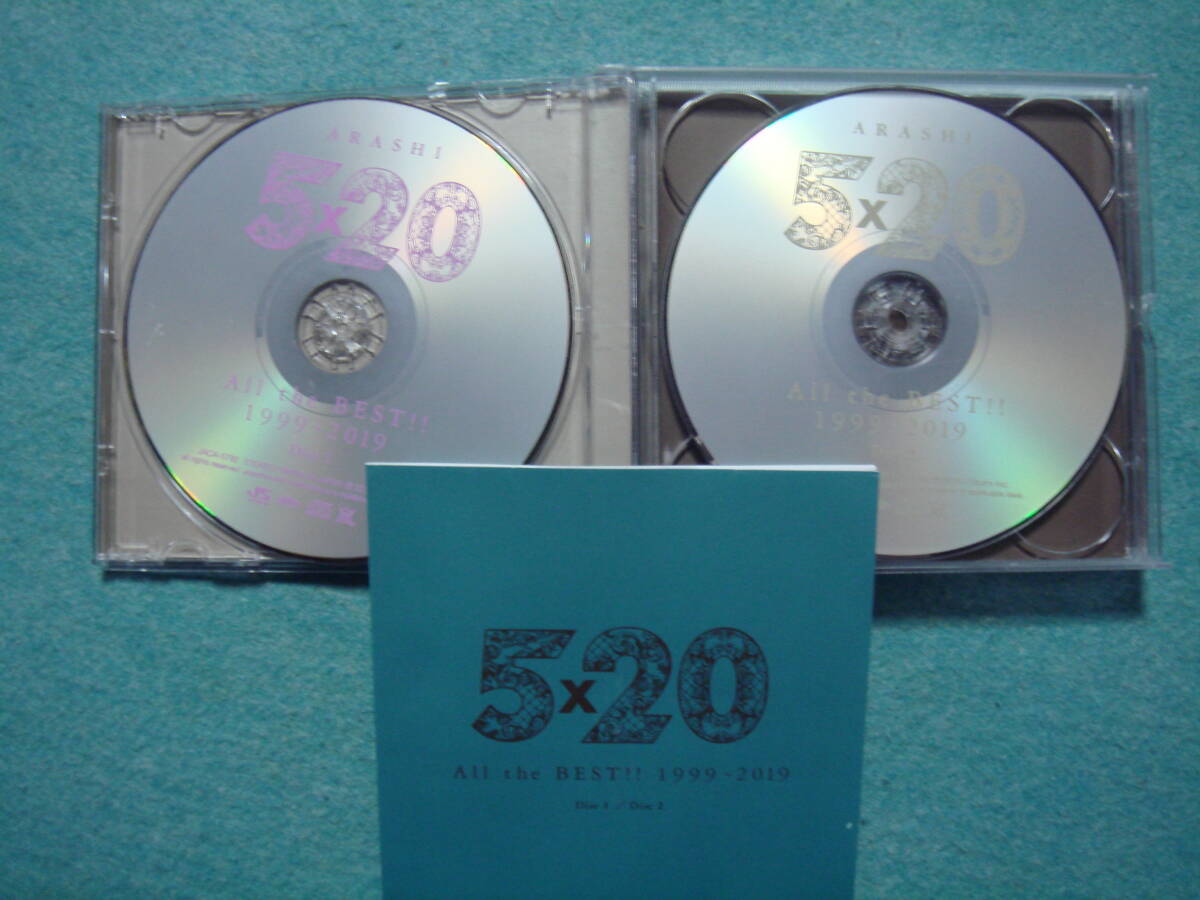 ARASHI
5x20
All the BEST!!
1999-2019
ARASHI
5x20
All the BEST!!
1999-2019
5x20
All the BEST!! 1999-2019
Disc 1 / Disc 2